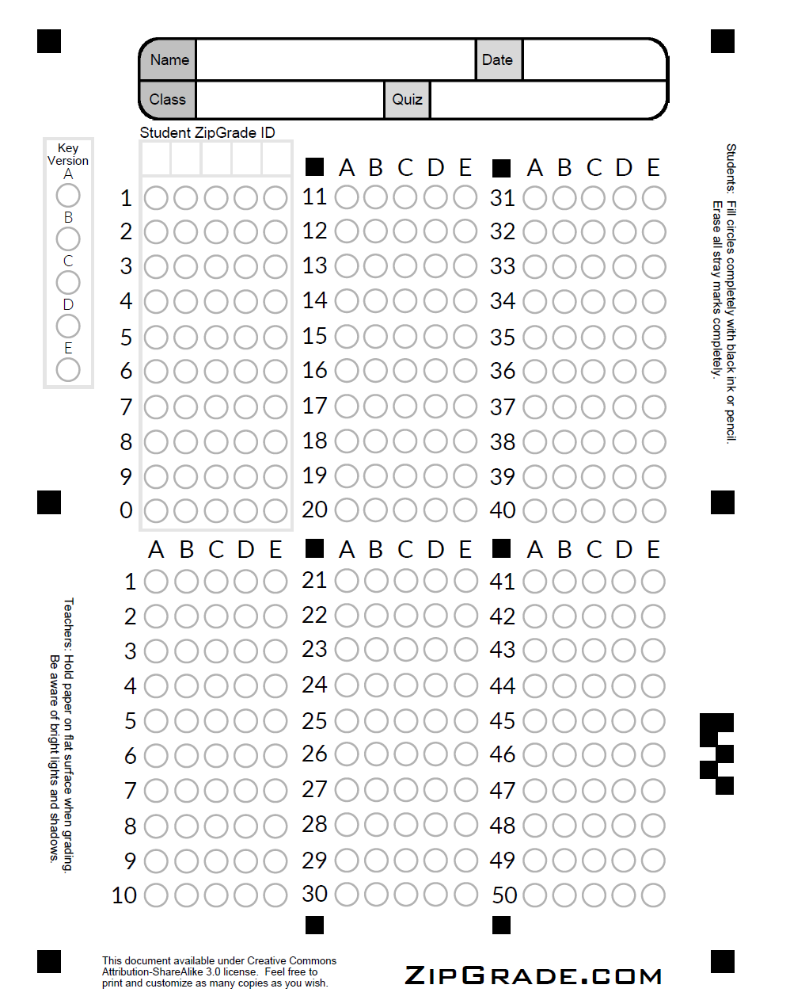 Name Date
Class Quiz
Student ZipGrade ID
Key
Version
A
B
C
D
E
1
2
3
4
5
6
7
8
9
0
A B C D E
1
2
3
4
5
6
7
8
9
10
A B C D E
11
12
13
14
15
16
17
18
19
20
A B C D E
21
22
23
24
25
26
27
28
29
30
A B C D E
31
32
33
34
35
36
37
38
39
40
A B C D E
41
42
43
44
45
46
47
48
49
50
Students: Fill circles completely with black ink or pencil.
Erase all stray marks completely.
Teachers: Hold paper on flat surface when grading.
Be aware of bright lights and shadows.
This document available under Creative Commons
Attribution-ShareAlike 3.0 license. Feel free to
print and customize as many copies as you wish.
ZIPGRADE.COM